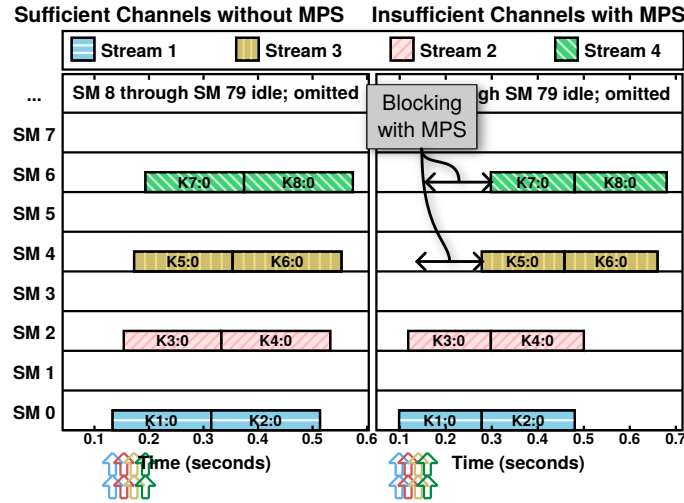 Sufficient Channels without MPS
Insufficient Channels with MPS
Stream 1
Stream 3
Stream 2
Stream 4
...
SM 8 through SM 79 idle; omitted
gh SM 79 idle; omitted
Blocking
with MPS
SM 7
SM 6
K7:0
K8:0
K7:0
K8:0
SM 5
SM 4
K5:0
K6:0
K5:0
K6:0
SM 3
SM 2
K3:0
K4:0
K3:0
K4:0
SM 1
SM 0
K1:0
K2:0
K1:0
K2:0
0.1 0.2 0.3 0.4 0.5 0.6
0.1 0.2 0.3 0.4 0.5 0.6 0.7
Time (seconds)
Time (seconds)